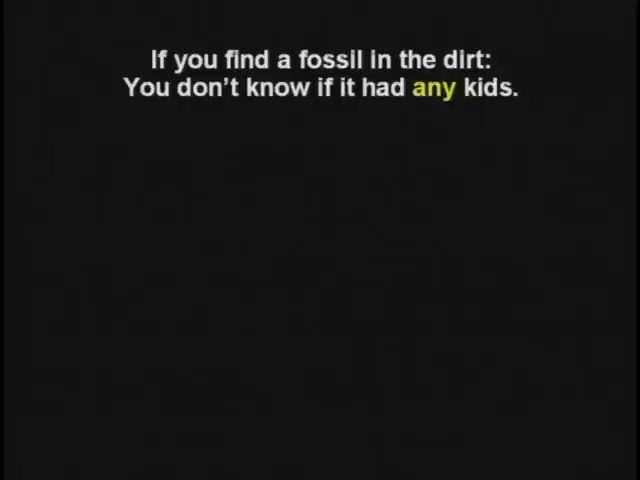 If you find a fossil in the dirt:
You don’t know if it had any kids.